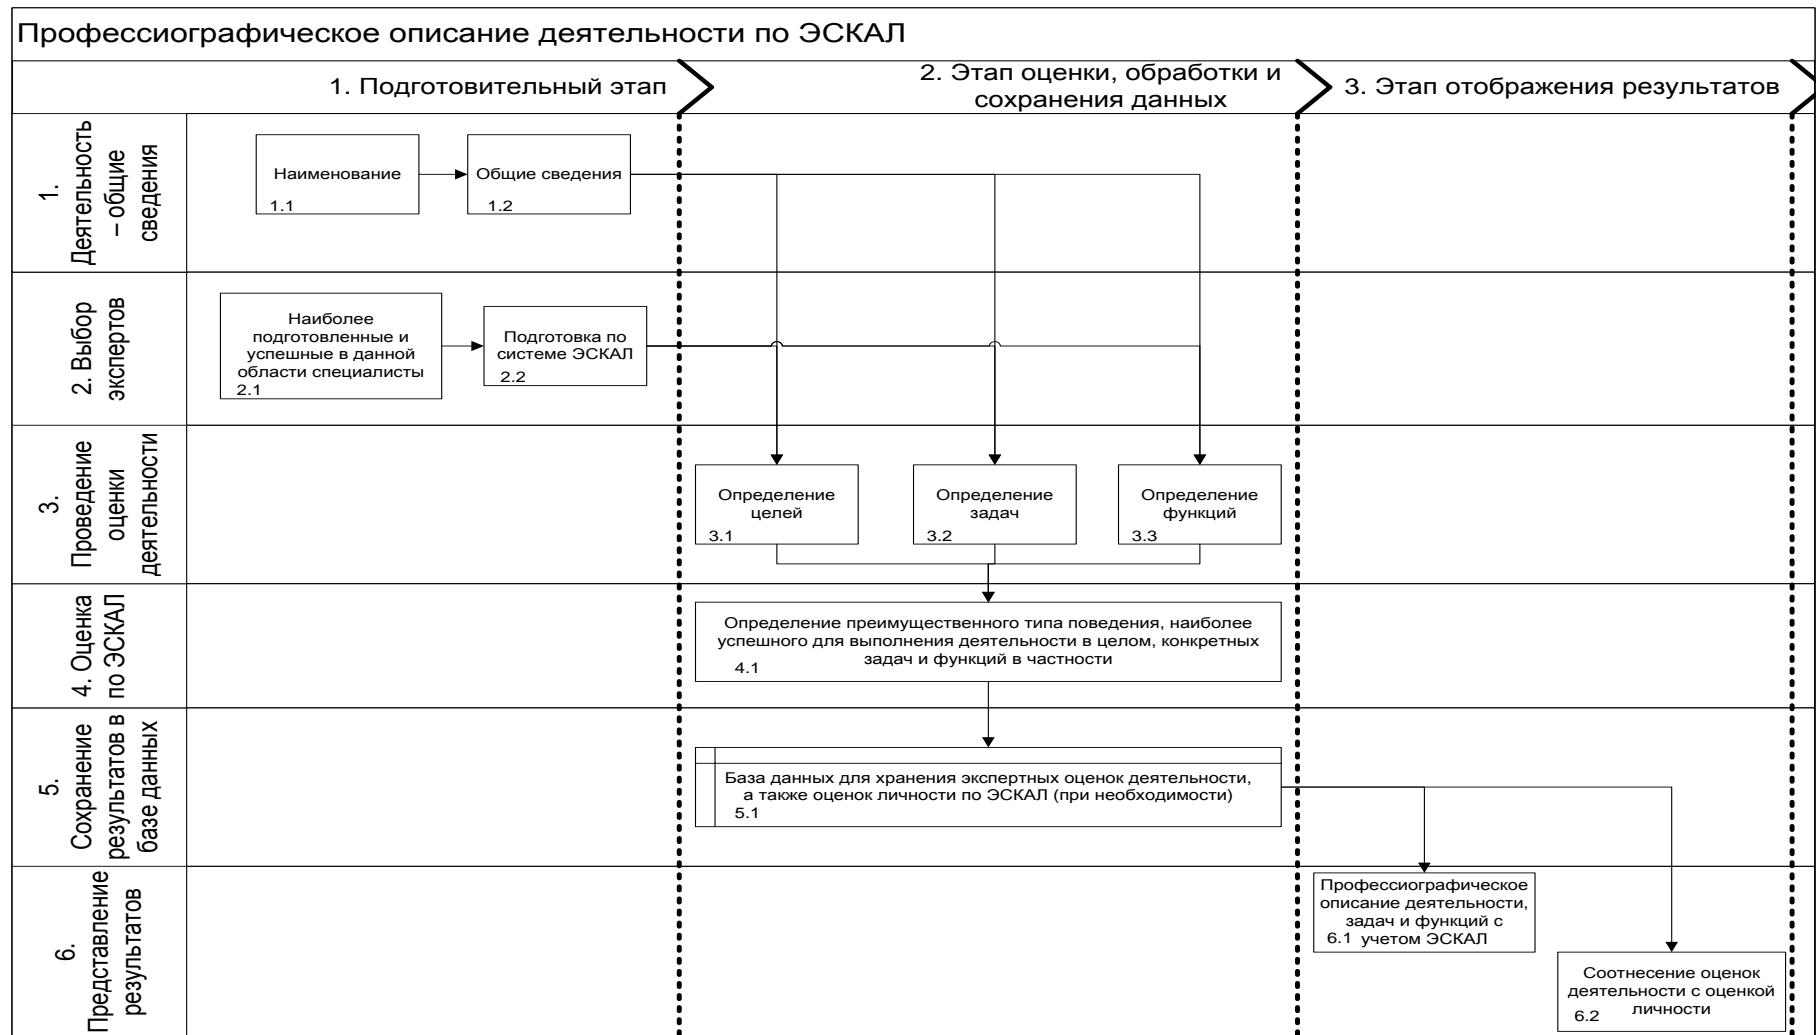 Профессиографическое описание деятельности по ЭСКАЛ
1. Подготовительный этап
2. Этап оценки, обработки и
сохранения данных
3. Этап отображения результатов
1.
Деятельность
– общие
сведения
Наименование
1.1
Общие сведения
1.2
2. Выбор
экспертов
Наиболее
подготовленные и
успешные в данной
области специалисты
2.1
Подготовка по
системе ЭСКАЛ
2.2
3.
Проведение
оценки
деятельности
Определение
целей
3.1
Определение
задач
3.2
Определение
функций
3.3
4. Оценка
по ЭСКАЛ
Определение преимущественного типа поведения, наиболее
успешного для выполнения деятельности в целом, конкретных
задач и функций в частности
4.1
5.
Сохранение
результатов в
базе данных
База данных для хранения экспертных оценок деятельности,
а также оценок личности по ЭСКАЛ (при необходимости)
5.1
6.
Представление
результатов
Профессиографическое
описание деятельности,
задач и функций с
6.1 учетом ЭСКАЛ
Соотнесение оценок
деятельности с оценкой
личности
6.2